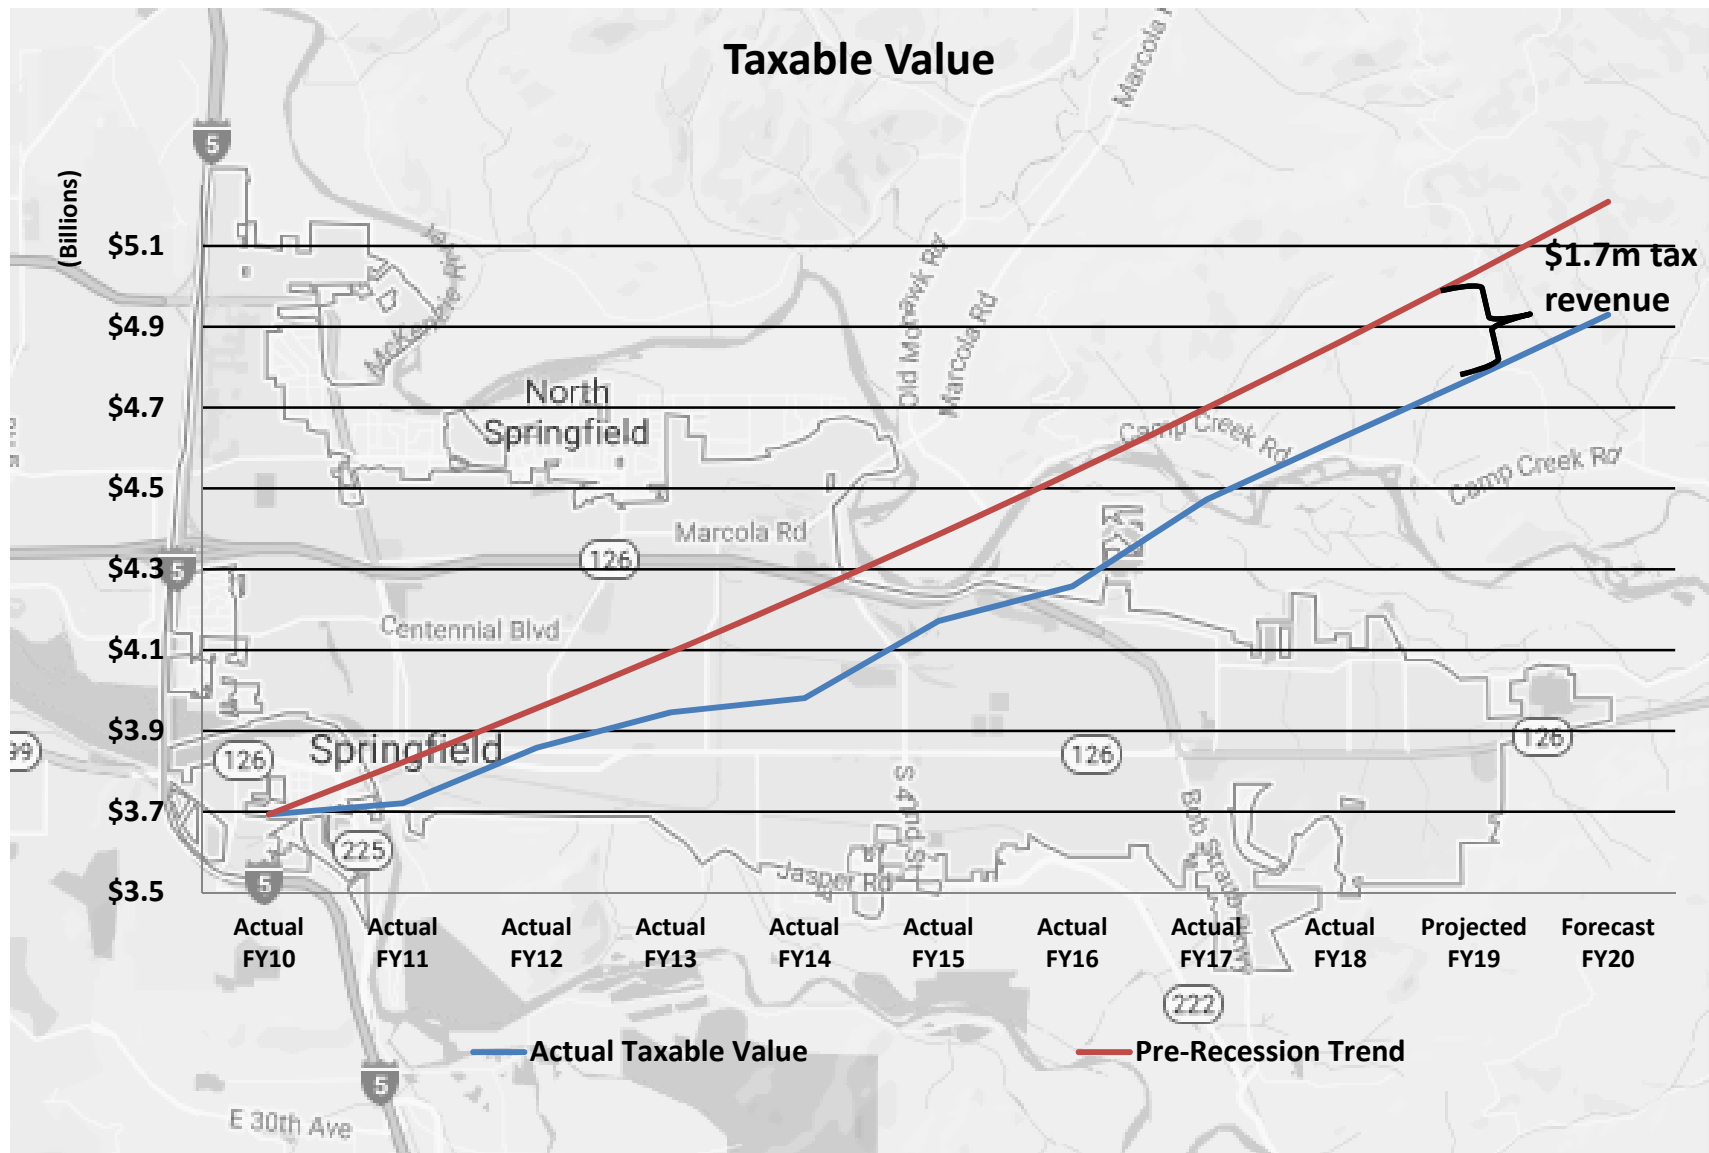 Taxable Value
(Billions)
$5.1
$4.9
$4.7
$4.5
$4.3
$4.1
$3.9
$3.7
$3.5
$1.7m tax
revenue
Actual
FY10
Actual
FY11
Actual
FY12
Actual
FY13
Actual
FY14
Actual
FY15
Actual
FY16
Actual
FY17
Actual
FY18
Projected
FY19
Forecast
FY20
Actual Taxable Value
Pre-Recession Trend
5
Marcola
McKenzie
North
Springfield
Old Mohawk Rd
Marcola Rd
Camp Creek Rd
Camp Creek Rd
Marcola Rd
126
5
Centennial Blvd
99
126
Springfield
126
126
S 42nd St
225
Jasper Rd
5
222
5
E 30th Ave